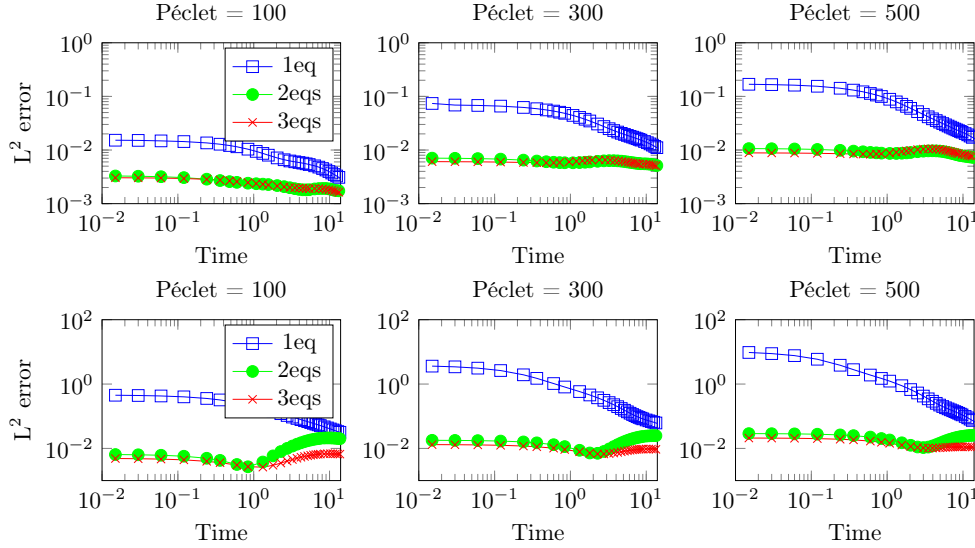 Péclet = 100 Péclet = 300 Péclet = 500
10^0 10^0 10^0
1eq
10^−1 10^−1 10^−1
2eqs
L^2 error
3eqs
10^−2 10^−2 10^−2
10^−3 10^−3 10^−3
10^−2 10^−1 10^0 10^1 10^−2 10^−1 10^0 10^1 10^−2 10^−1 10^0 10^1
Time Time Time
Péclet = 100 Péclet = 300 Péclet = 500
10^2 10^2 10^2
1eq
2eqs
10^0 10^0 10^0
3eqs
L^2 error
10^−2 10^−2 10^−2
10^−2 10^−1 10^0 10^1 10^−2 10^−1 10^0 10^1 10^−2 10^−1 10^0 10^1
Time Time Time